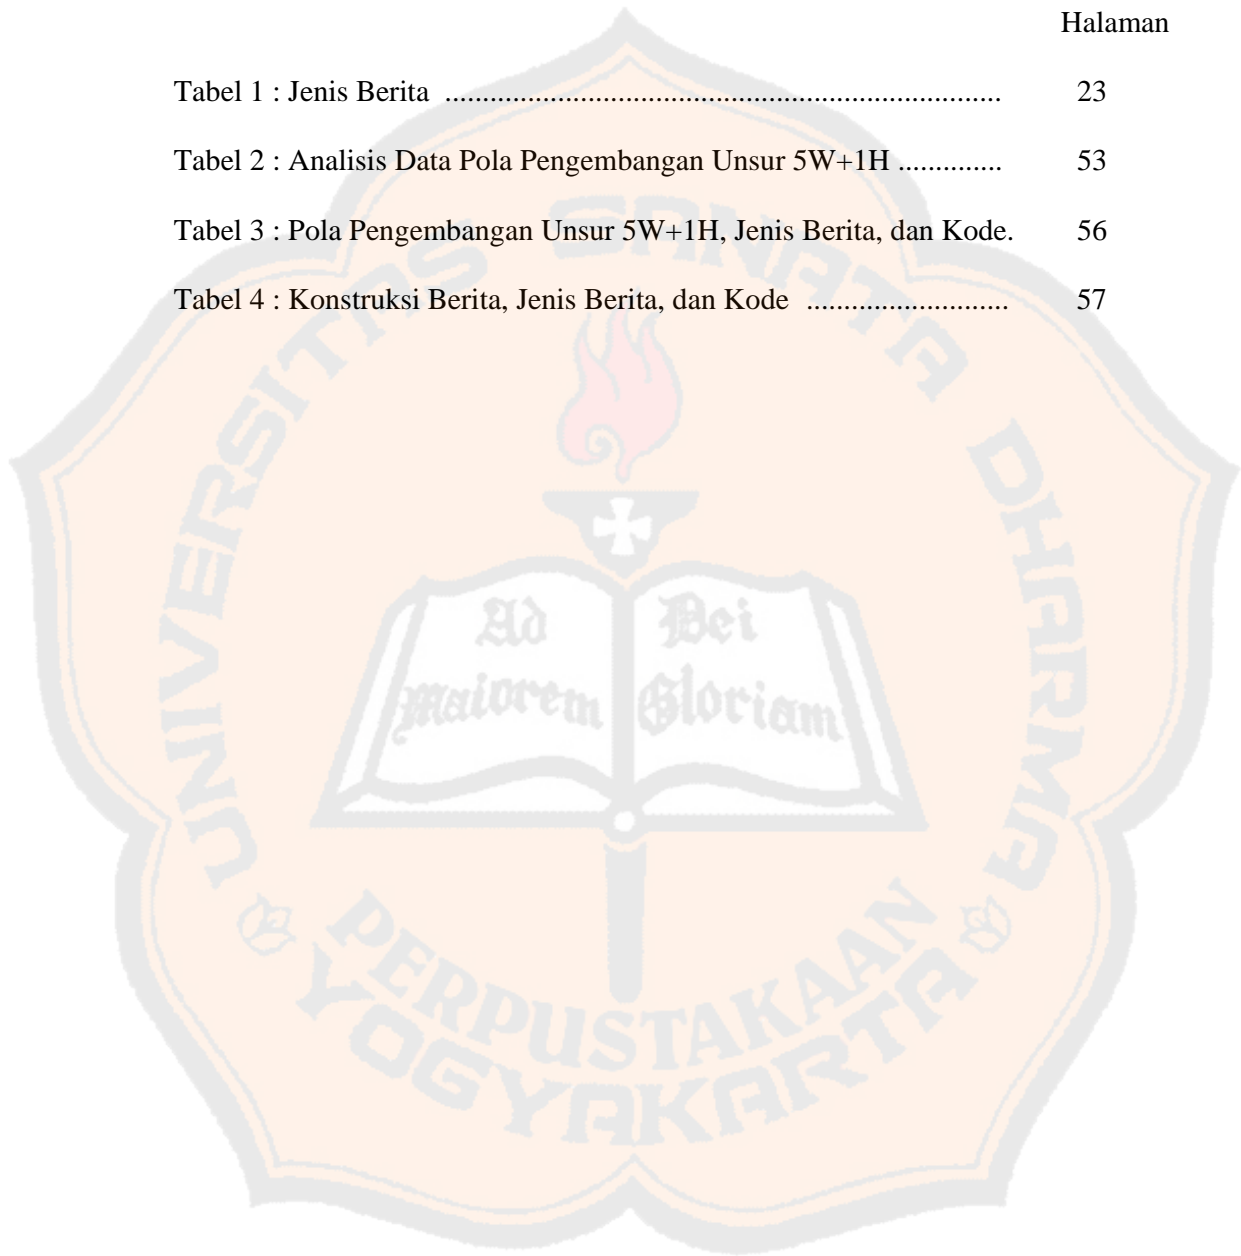 Halaman
Tabel 1 : Jenis Berita .......................................................................... 23
Tabel 2 : Analisis Data Pola Pengembangan Unsur 5W+1H .............. 53
Tabel 3 : Pola Pengembangan Unsur 5W+1H, Jenis Berita, dan Kode. 56
Tabel 4 : Konstruksi Berita, Jenis Berita, dan Kode ........................... 57
UNIVERSITAS SANATA DHARMA
Ad Dei
maiorem Gloriam
PERPUSTAKAAN
YOGYAKARTA